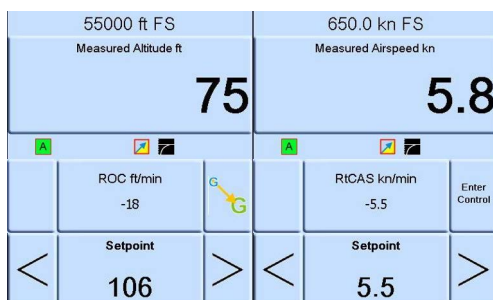 55000 ft FS
Measured Altitude ft
75
A
ROC ft/min
-18
G
G
<
Setpoint
106
>
650.0 kn FS
Measured Airspeed kn
5.8
A
RtCAS kn/min
-5.5
Enter
Control
<
Setpoint
5.5
>